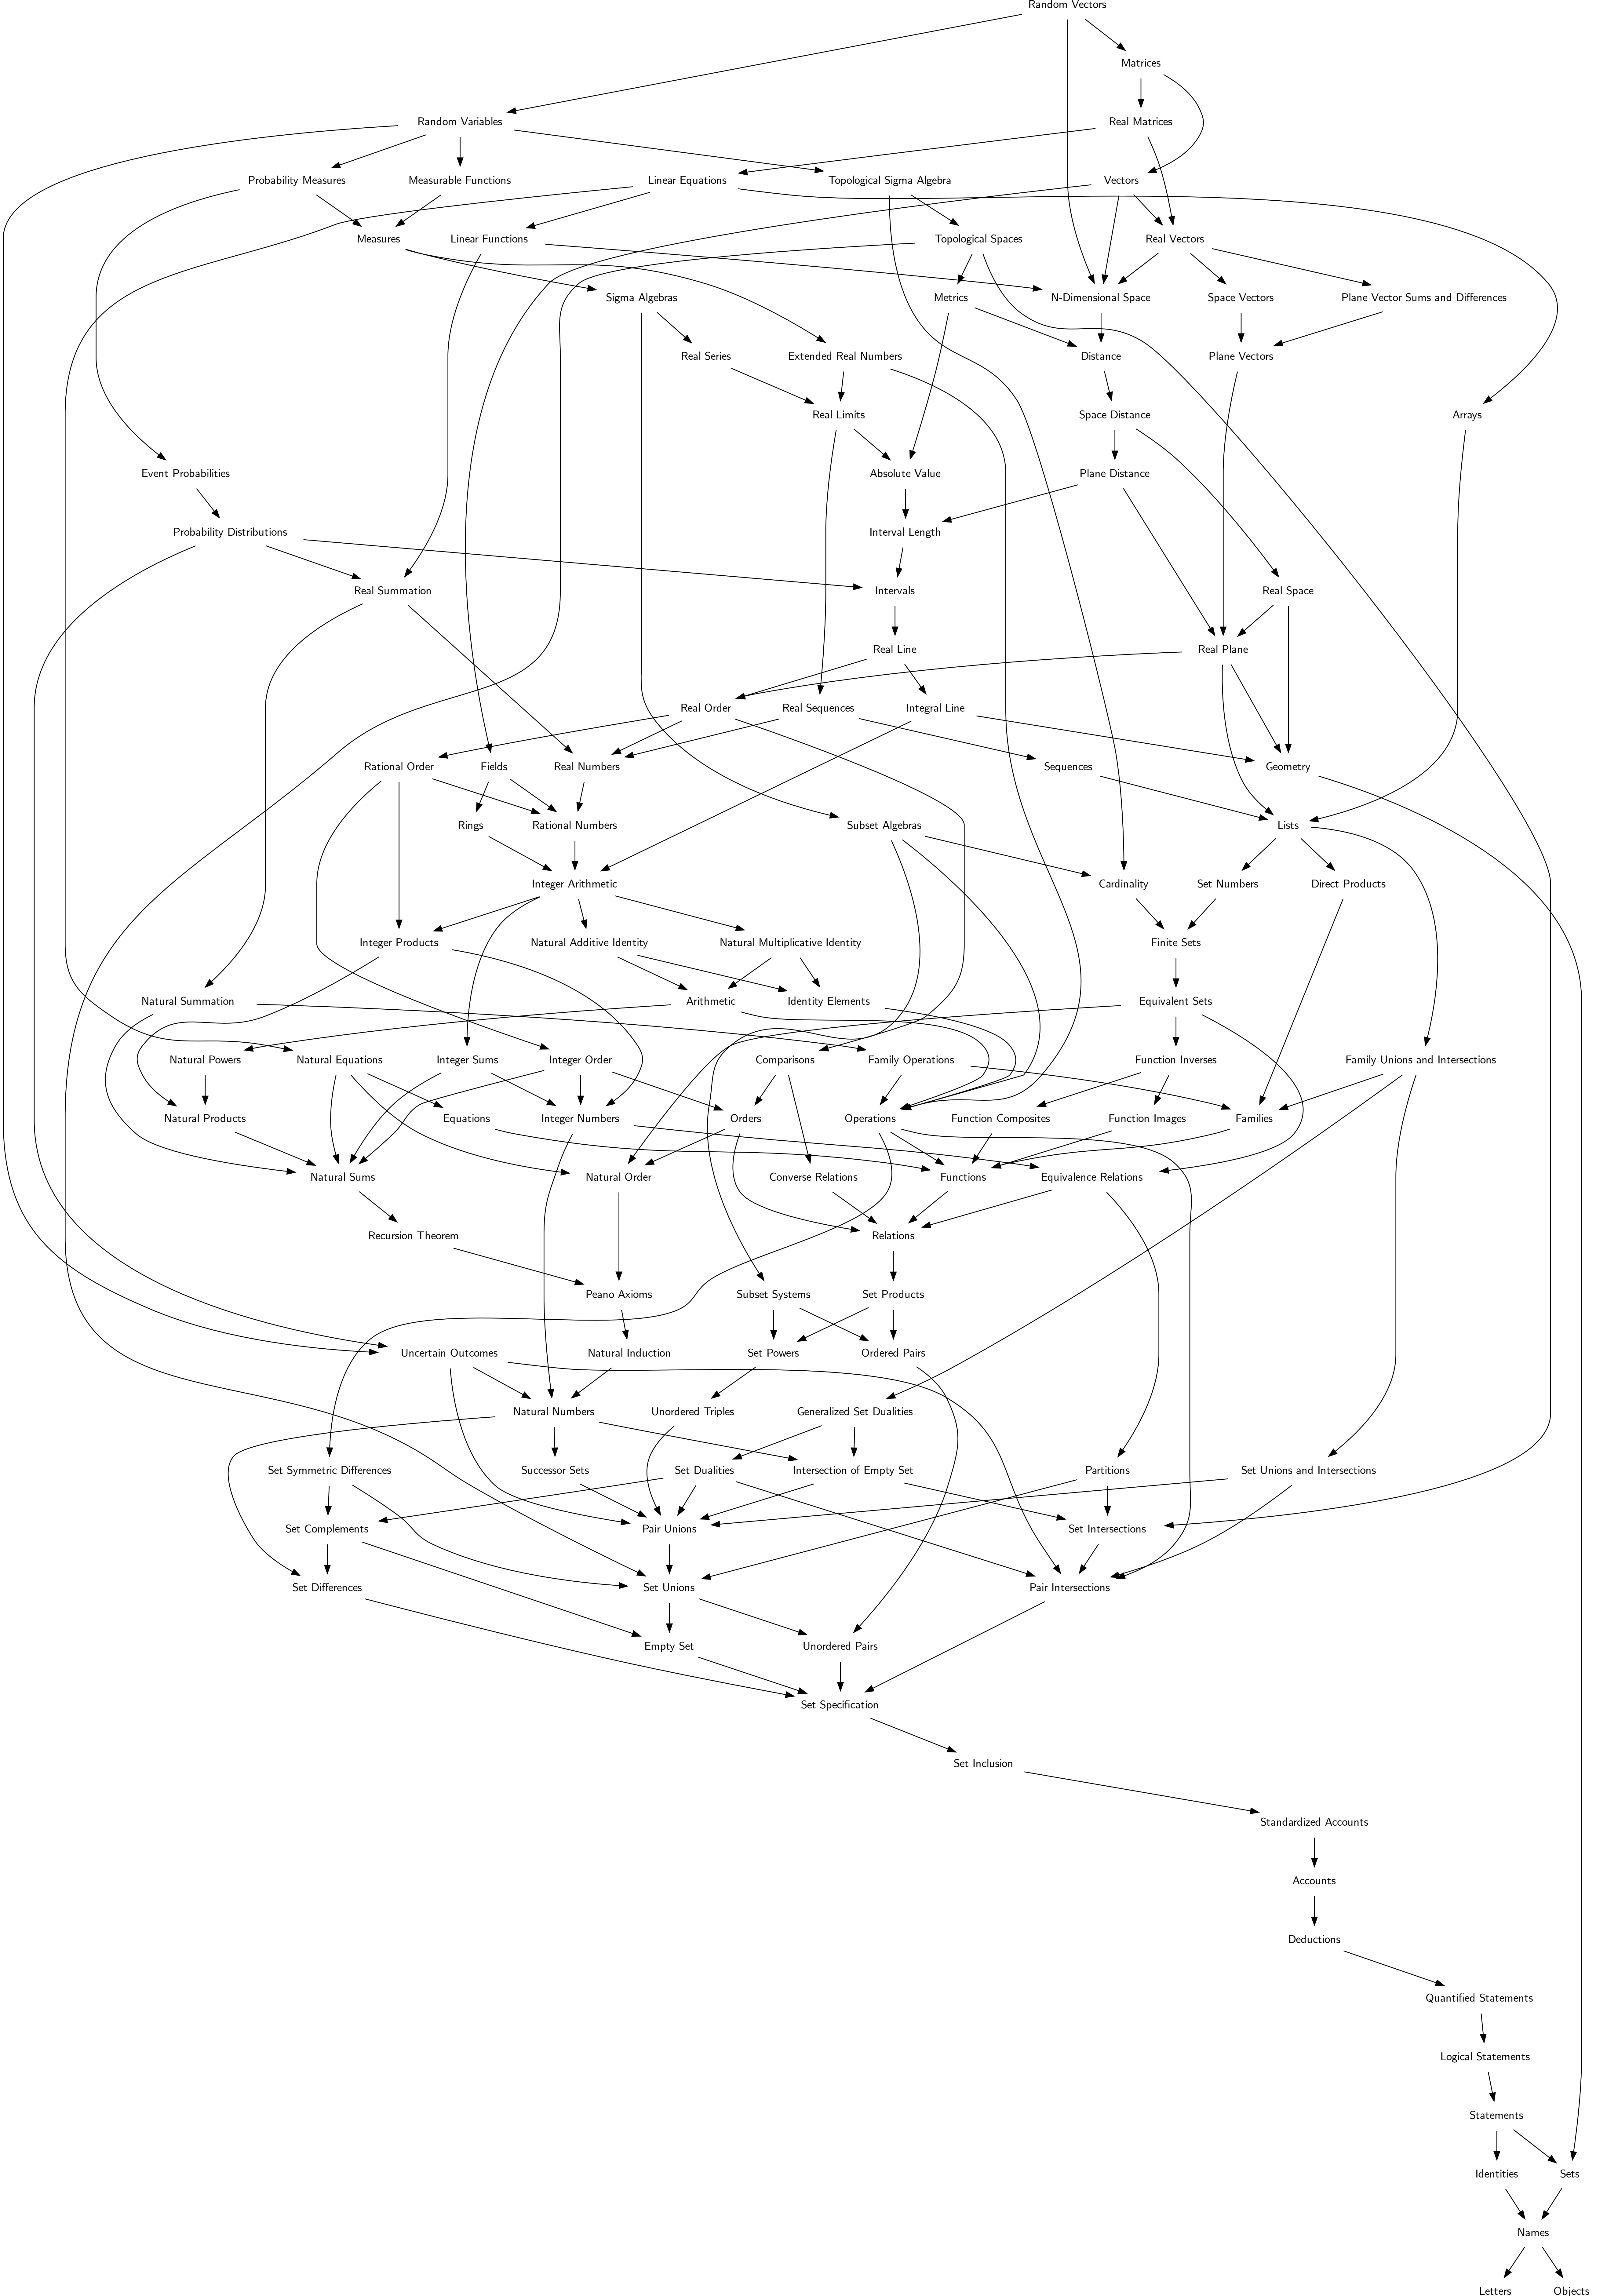 Random Vectors
Matrices
Random Variables
Real Matrices
Probability Measures
Measurable Functions
Linear Equations
Topological Sigma Algebra
Vectors
Measures
Linear Functions
Topological Spaces
Real Vectors
Sigma Algebras
Metrics
N-Dimensional Space
Space Vectors
Plane Vector Sums and Differences
Real Series
Extended Real Numbers
Distance
Plane Vectors
Real Limits
Space Distance
Arrays
Event Probabilities
Absolute Value
Plane Distance
Probability Distributions
Interval Length
Real Summation
Intervals
Real Space
Real Line
Real Plane
Real Order
Real Sequences
Integral Line
Rational Order
Fields
Real Numbers
Sequences
Geometry
Rings
Rational Numbers
Subset Algebras
Lists
Integer Arithmetic
Cardinality
Set Numbers
Direct Products
Integer Products
Natural Additive Identity
Natural Multiplicative Identity
Finite Sets
Natural Summation
Arithmetic
Identity Elements
Equivalent Sets
Natural Powers
Natural Equations
Integer Sums
Integer Order
Comparisons
Family Operations
Function Inverses
Family Unions and Intersections
Natural Products
Equations
Integer Numbers
Orders
Operations
Function Composites
Function Images
Families
Natural Sums
Natural Order
Converse Relations
Functions
Equivalence Relations
Recursion Theorem
Relations
Peano Axioms
Subset Systems
Set Products
Uncertain Outcomes
Natural Induction
Set Powers
Ordered Pairs
Natural Numbers
Unordered Triples
Generalized Set Dualities
Set Symmetric Differences
Successor Sets
Set Dualities
Intersection of Empty Set
Partitions
Set Unions and Intersections
Set Complements
Pair Unions
Set Intersections
Set Differences
Set Unions
Pair Intersections
Empty Set
Unordered Pairs
Set Specification
Set Inclusion
Standardized Accounts
Accounts
Deductions
Quantified Statements
Logical Statements
Statements
Identities
Sets
Names
Letters
Objects